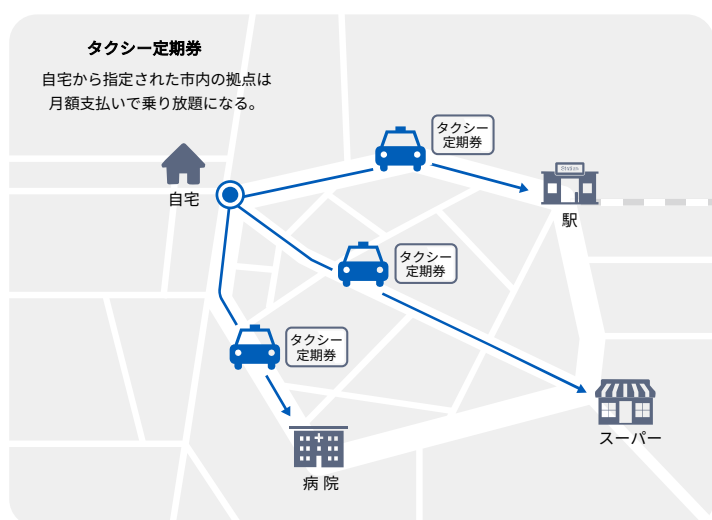 タクシー定期券
自宅から指定された市内の拠点は
月額支払いで乗り放題になる。
タクシー
定期券
Station
自宅
駅
タクシー
定期券
タクシー
定期券
スーパー
病院